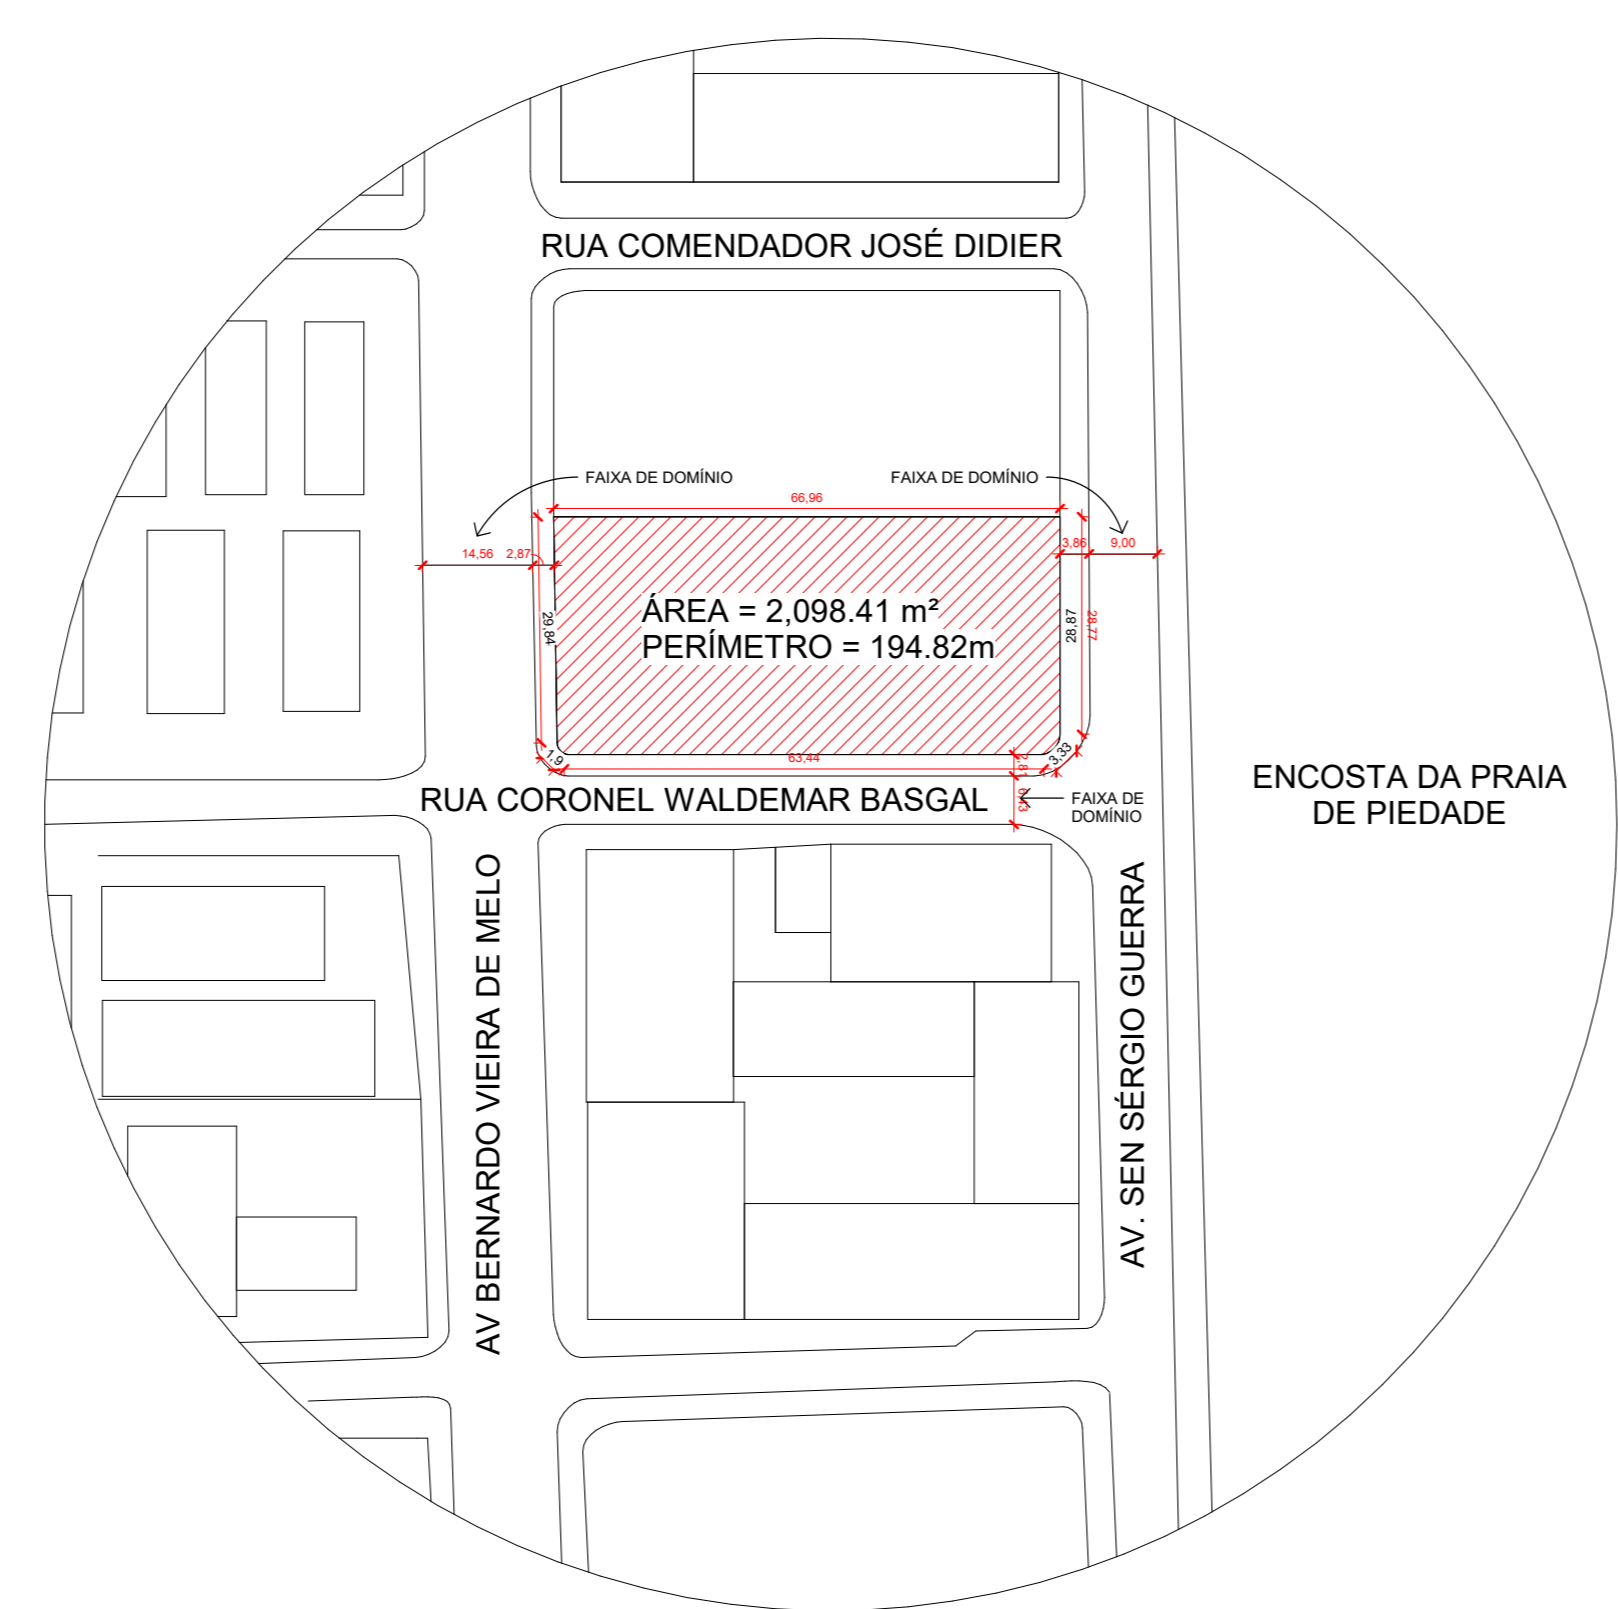 RUA COMENDADOR JOSÉ DIDIER
FAIXA DE DOMÍNIO
FAIXA DE DOMÍNIO
66,96
14,56
2,87
3,86
9,00
29,84
ÁREA = 2,098.41 m²
PERÍMETRO = 194.82m
28,87
28,77
1,9
63,44
2,81
3,33
RUA CORONEL WALDEMAR BASGAL
FAIXA DE
DOMÍNIO
ENCOSTA DA PRAIA
DE PIEDADE
AV BERNARDO VIEIRA DE MELO
AV. SEN SÉRGIO GUERRA